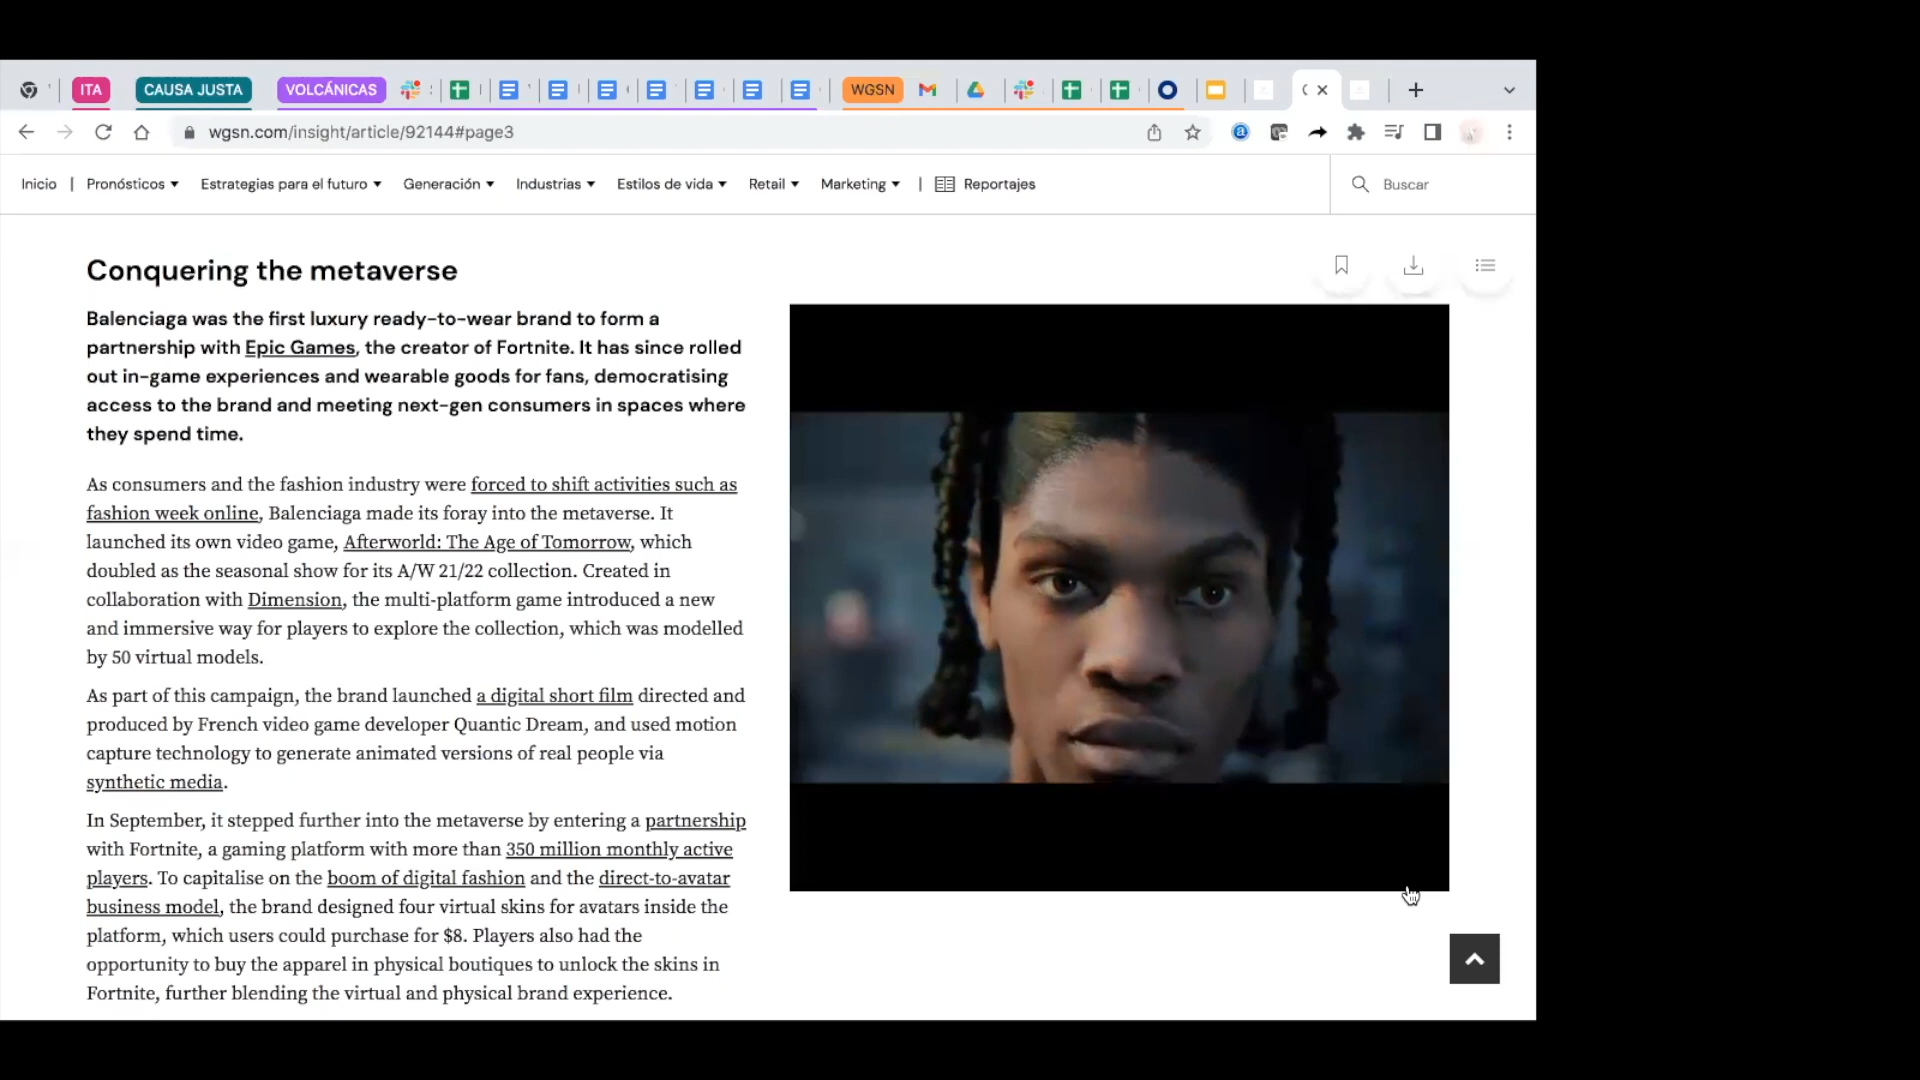 ITA
CAUSA JUSTA
VOLCÁNICAS
WGSN
wgsn.com/insight/article/92144#page3
Inicio | Pronósticos Estrategias para el futuro Generación Industrias Estilos de vida Retail Marketing | Reportajes
Buscar
Conquering the metaverse
Balenciaga was the first luxury ready-to-wear brand to form a
partnership with Epic Games, the creator of Fortnite. It has since rolled
out in-game experiences and wearable goods for fans, democratising
access to the brand and meeting next-gen consumers in spaces where
they spend time.
As consumers and the fashion industry were forced to shift activities such as
fashion week online, Balenciaga made its foray into the metaverse. It
launched its own video game, Afterworld: The Age of Tomorrow, which
doubled as the seasonal show for its A/W 21/22 collection. Created in
collaboration with Dimension, the multi-platform game introduced a new
and immersive way for players to explore the collection, which was modelled
by 50 virtual models.
As part of this campaign, the brand launched a digital short film directed and
produced by French video game developer Quantic Dream, and used motion
capture technology to generate animated versions of real people via
synthetic media.
In September, it stepped further into the metaverse by entering a partnership
with Fortnite, a gaming platform with more than 350 million monthly active
players. To capitalise on the boom of digital fashion and the direct-to-avatar
business model, the brand designed four virtual skins for avatars inside the
platform, which users could purchase for $8. Players also had the
opportunity to buy the apparel in physical boutiques to unlock the skins in
Fortnite, further blending the virtual and physical brand experience.